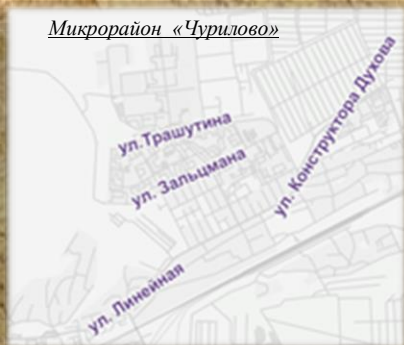 Микрорайон «Чурилово»
ул.Трашутина
ул. Зальцмана
ул. Конструктора Духова
ул. Линейная